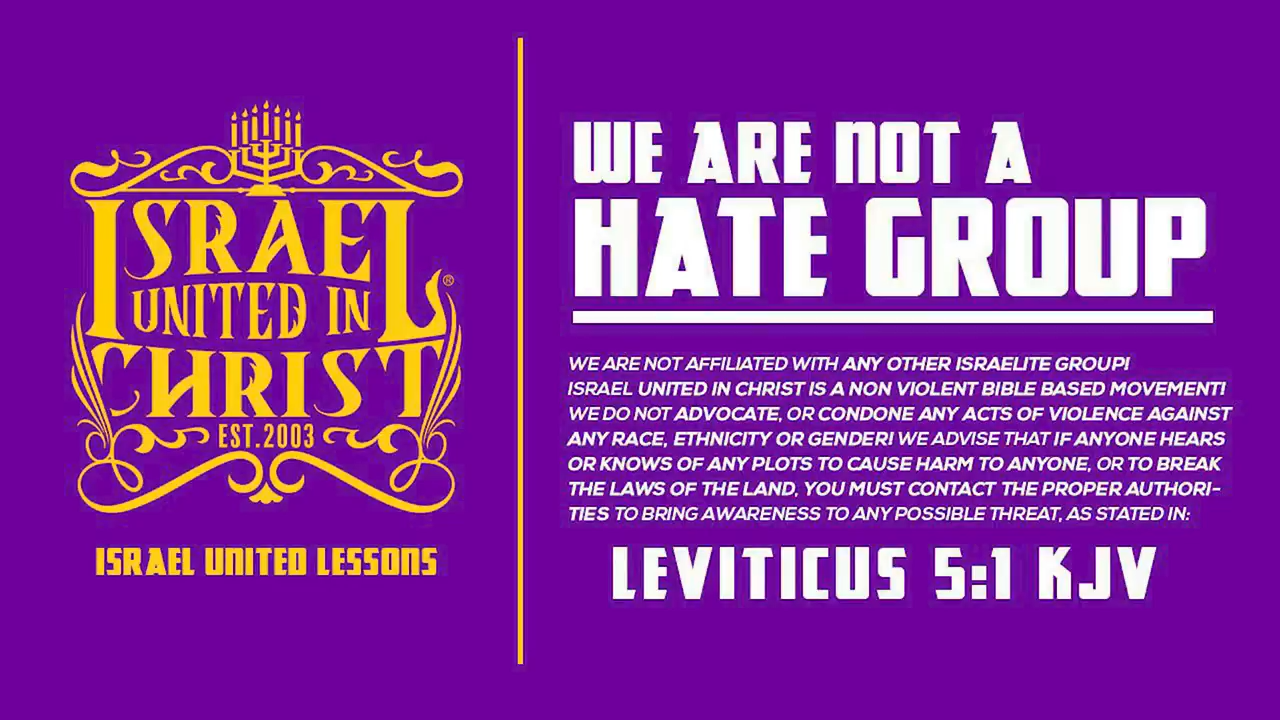 ISRAEL
UNITED IN
CHRIST
®
EST.2003
ISRAEL UNITED LESSONS
WE ARE NOT A
HATE GROUP
WE ARE NOT AFFILIATED WITH ANY OTHER ISRAELITE GROUP!
ISRAEL UNITED IN CHRIST IS A NON VIOLENT BIBLE BASED MOVEMENT!
WE DO NOT ADVOCATE, OR CONDONE ANY ACTS OF VIOLENCE AGAINST
ANY RACE, ETHNICITY OR GENDER! WE ADVISE THAT IF ANYONE HEARS
OR KNOWS OF ANY PLOTS TO CAUSE HARM TO ANYONE, OR TO BREAK
THE LAWS OF THE LAND, YOU MUST CONTACT THE PROPER AUTHORI-
TIES TO BRING AWARENESS TO ANY POSSIBLE THREAT, AS STATED IN:
LEVITICUS 5:1 KJV